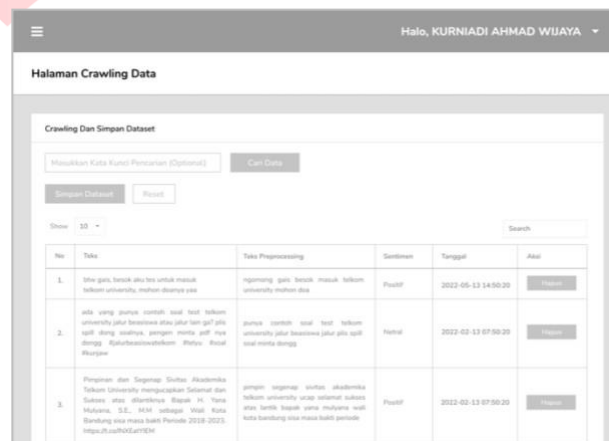 Halo, KURNIADI AHMAD WIJAYA
Halaman Crawling Data
Crawling Dan Simpan Dataset
Masukkan Kata Kunci Pencarian (Optional)
Cari Data
Simpan Dataset
Reset
Show 10
Search
No Teks Teks Preprocessing Sentimen Tanggal Aksi
1. btw gais, besok aku tes untuk masuk
telkom university, mohon doanya yaa
ngomong gais besok masuk telkom
university mohon doa
Positif 2022-05-13 14:50:20 Hapus
2. ada yang punya contoh soal test telkom
university jalur beasiswa atau jalur lain ga? plis
spill dong soalnya, pengen minta pdf nya
dongg #jalurbeasiswatelkom #telyu #soal
#kunjaw
punya contoh soal test telkom
university jalur beasiswa jalur plis spill
soal minta dongg
Netral 2022-02-13 07:50:20 Hapus
3. Pimpinan dan Segenap Sivitas Akademika
Telkom University mengucapkan Selamat dan
Sukses atas dilantiknya Bapak H. Yana
Mulyana, S.E., M.M sebagai Wali Kota
Bandung sisa masa bakti Periode 2018-2023.
pimpin segenap sivitas akademika
telkom university ucap selamat sukses
atas lantik bapak yana mulyana wali
kota bandung sisa masa bakti periode
Positif 2022-02-13 07:50:20 Hapus